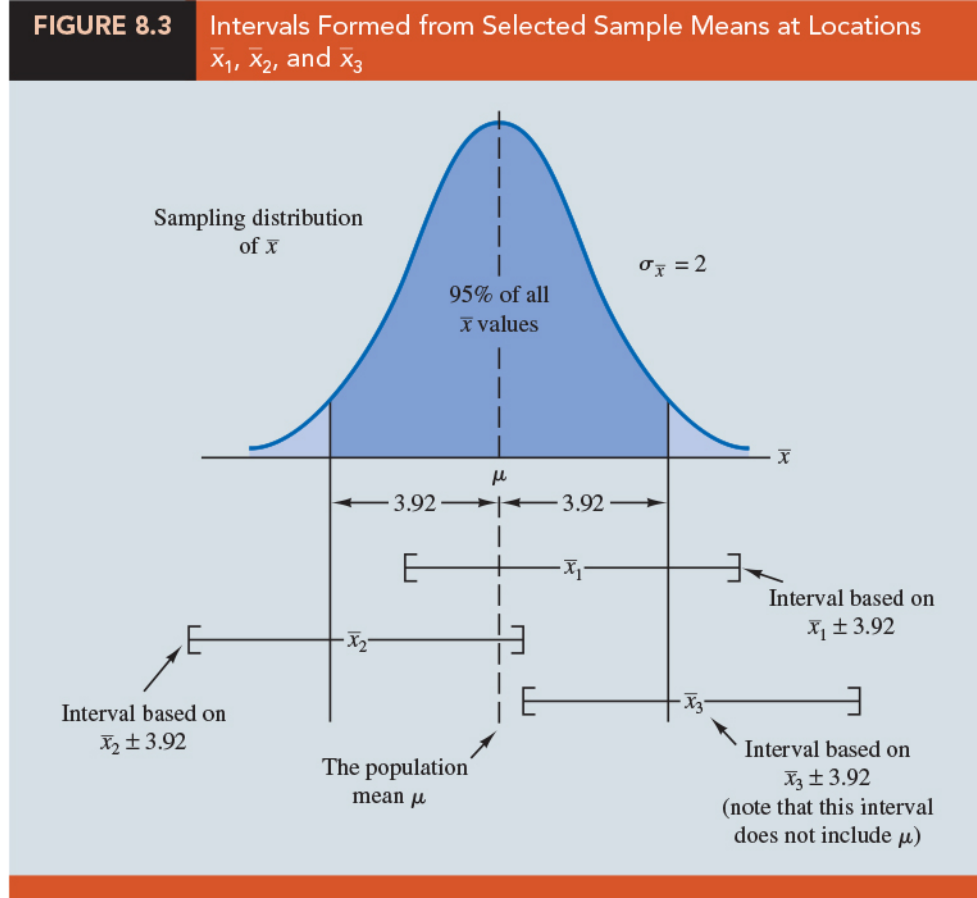 FIGURE 8.3
Intervals Formed from Selected Sample Means at Locations
x̄₁, x̄₂, and x̄₃
Sampling distribution
of x̄
σx̄ = 2
95% of all
x̄ values
x̄
μ
3.92
3.92
x̄₁
Interval based on
x̄₁ ± 3.92
x̄₂
Interval based on
x̄₂ ± 3.92
x̄₃
The population
mean μ
Interval based on
x̄₃ ± 3.92
(note that this interval
does not include μ)